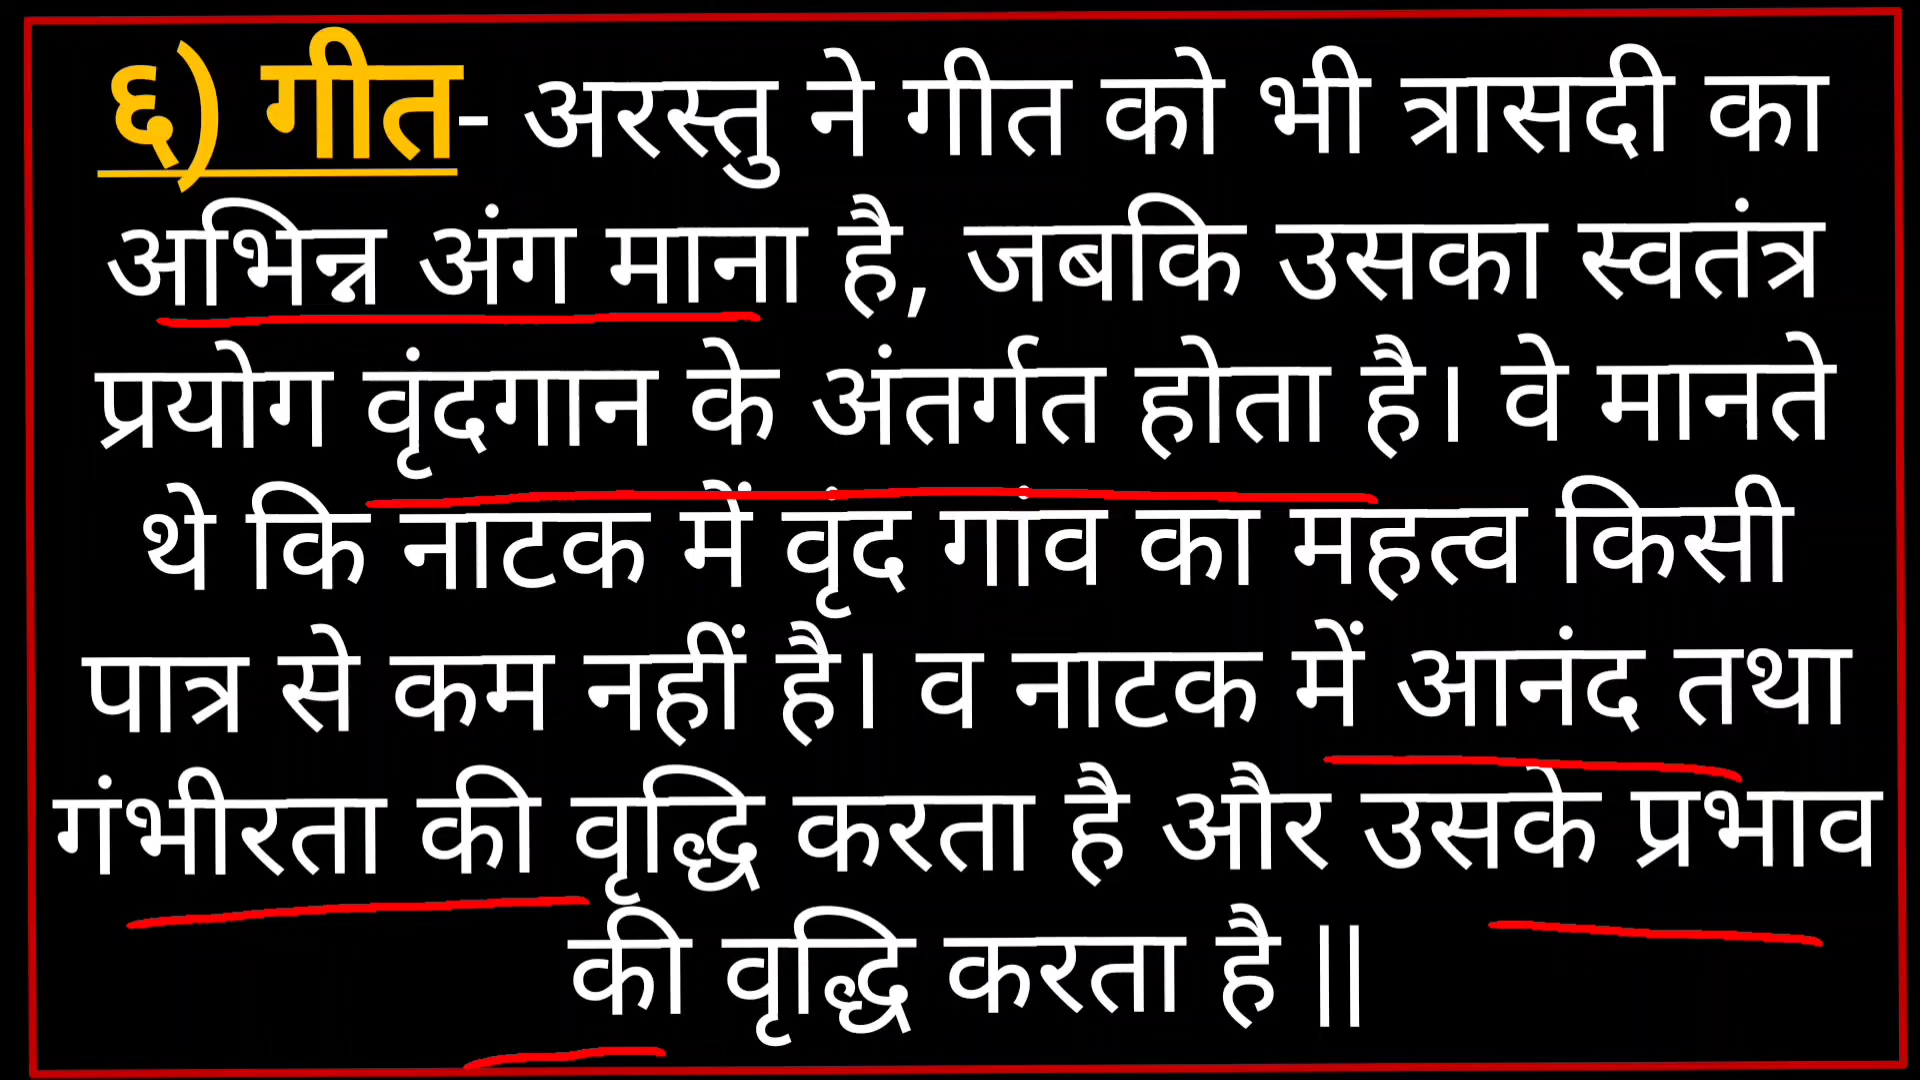 ६) गीत- अरस्तु ने गीत को भी त्रासदी का
अभिन्न अंग माना है, जबकि उसका स्वतंत्र
प्रयोग वृंदगान के अंतर्गत होता है। वे मानते
थे कि नाटक में वृंद गांव का महत्व किसी
पात्र से कम नहीं है। व नाटक में आनंद तथा
गंभीरता की वृद्धि करता है और उसके प्रभाव
की वृद्धि करता है ||